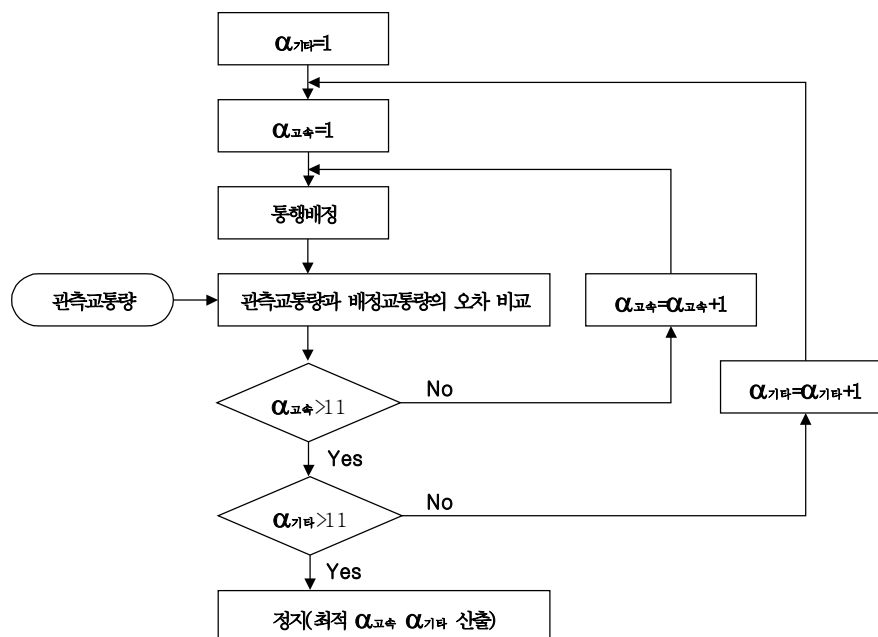 α기타=1
α고속=1
통행배정
관측교통량
관측교통량과 배정교통량의 오차 비교
α고속=α고속+1
α고속>11
No
α기타=α기타+1
Yes
α기타>11
No
Yes
정지(최적 α고속 α기타 산출)